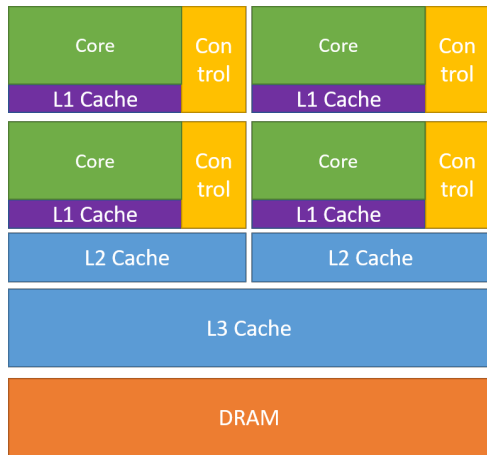 Core
Con
trol
L1 Cache
Core
Con
trol
L1 Cache
Core
Con
trol
L1 Cache
Core
Con
trol
L1 Cache
L2 Cache
L2 Cache
L3 Cache
DRAM